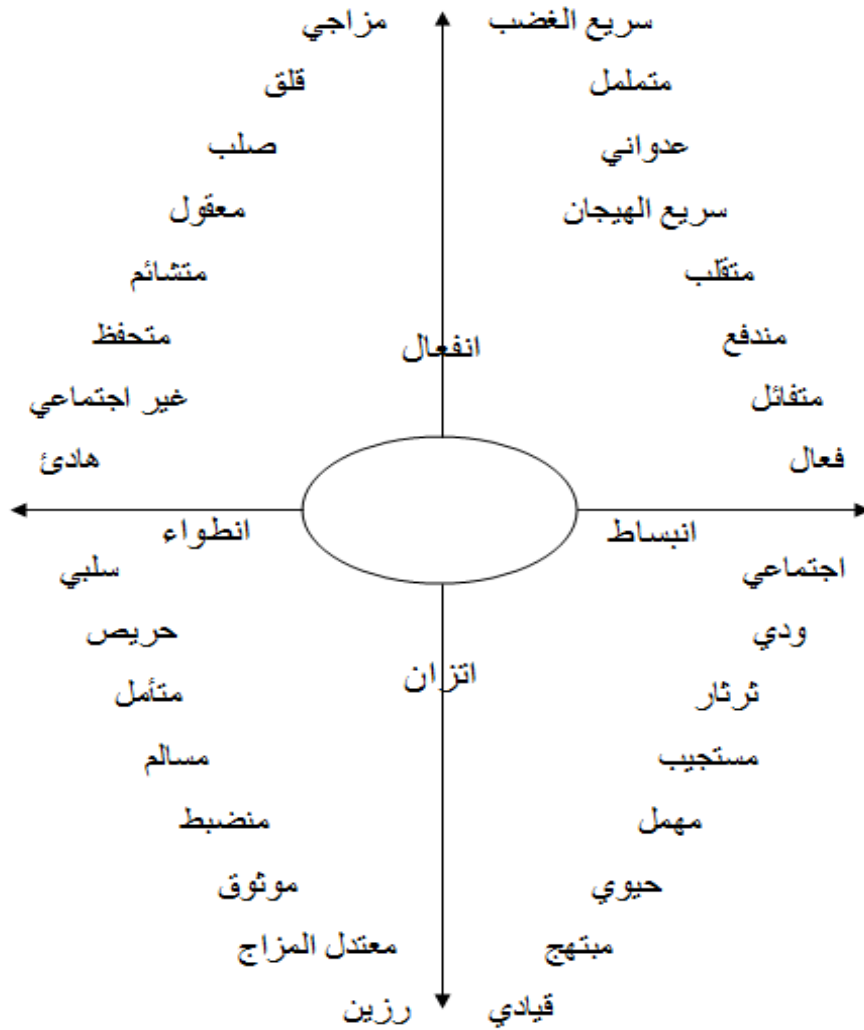 سريع الغضب
مزاجي
متململ
قلق
عدواني
صلب
سريع الهيجان
معقول
متقلب
متشائم
مندفع
متحفظ
انفعال
متفائل
غير اجتماعي
فعال
هادئ
انبساط
انطواء
اجتماعي
سلبي
ودي
حريص
اتزان
ثرثار
متأمل
مستجيب
مسالم
مهمل
منضبط
حيوي
موثوق
مبتهج
معتدل المزاج
قيادي
رزين